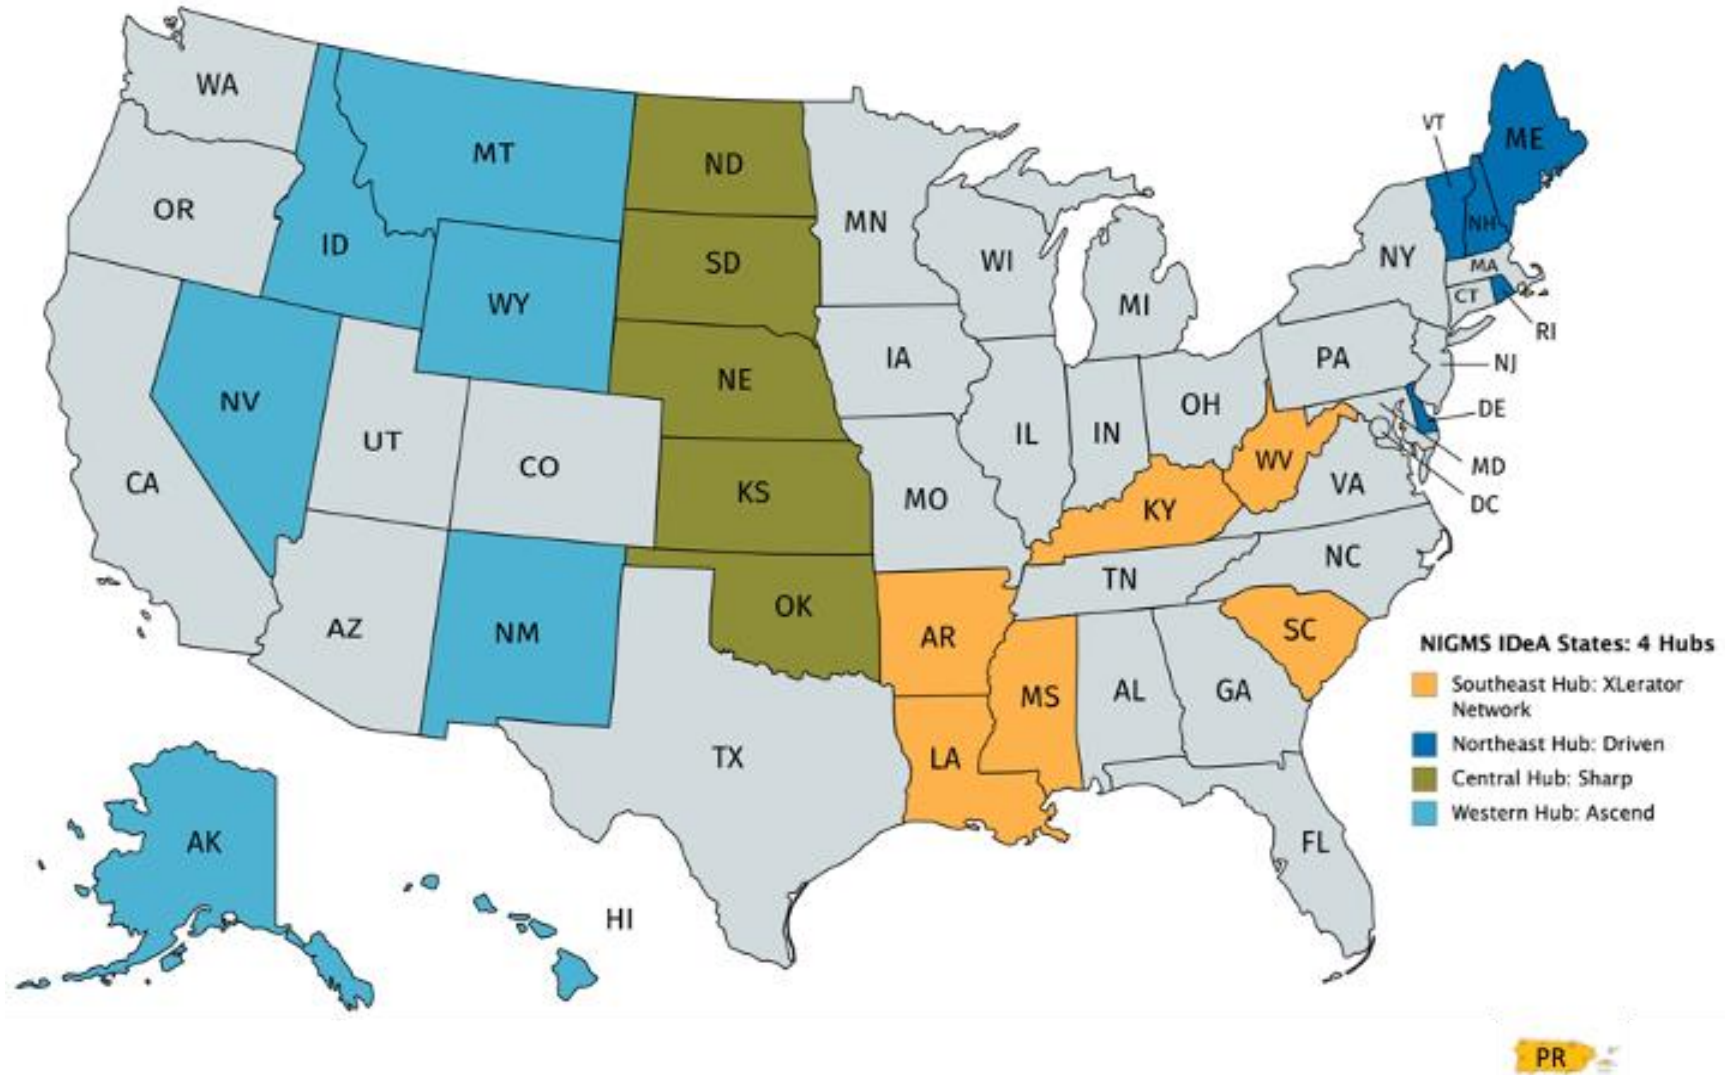 WA
VT
ME
MT
ND
OR
MN
NH
ID
SD
NY
WI
MA
WY
CT
MI
RI
IA
PA
NJ
NE
NV
OH
DE
UT
IL
IN
CO
WV
MD
CA
KS
MO
VA
DC
KY
NC
TN
OK
AZ
NM
AR
SC
NIGMS IDeA States: 4 Hubs
MS
AL
GA
Southeast Hub: XLerator
Network
TX
LA
Northeast Hub: Driven
Central Hub: Sharp
Western Hub: Ascend
AK
FL
HI
PR